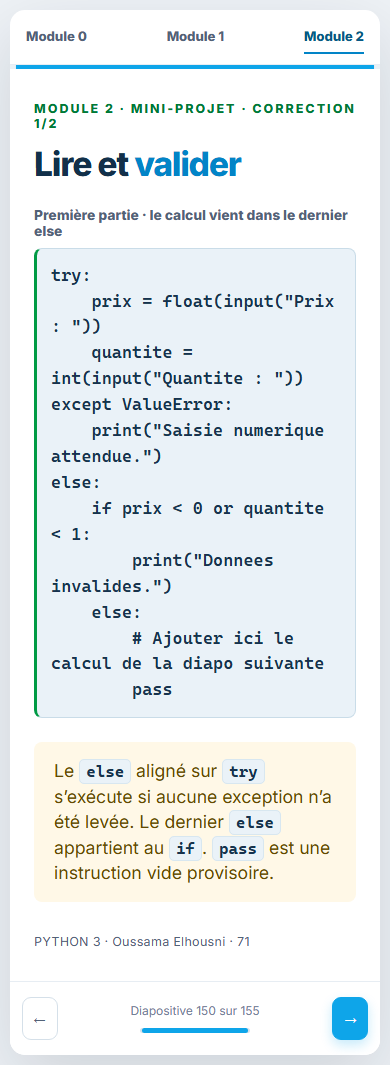 Module 0 Module 1 Module 2
MODULE 2 · MINI-PROJET · CORRECTION
1/2
Lire et valider
Première partie · le calcul vient dans le dernier
else
try:
    prix = float(input("Prix
: "))
    quantite =
int(input("Quantite : "))
except ValueError:
    print("Saisie numerique
attendue.")
else:
    if prix < 0 or quantite
< 1:
        print("Donnees
invalides.")
    else:
        # Ajouter ici le
calcul de la diapo suivante
        pass
Le else aligné sur try
s’exécute si aucune exception n’a
été levée. Le dernier else
appartient au if . pass est une
instruction vide provisoire.
PYTHON 3 · Oussama Elhousni · 71
← Diapositive 150 sur 155 →